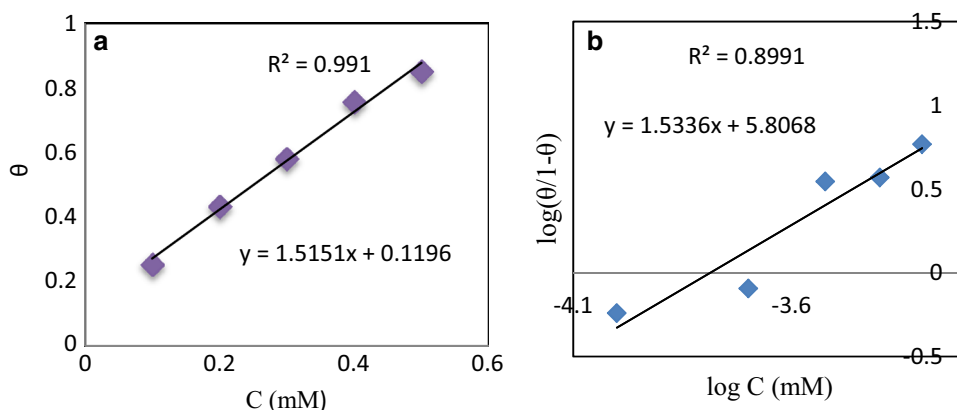 a
R² = 0.991
y = 1.5151x + 0.1196
θ
1
0.8
0.6
0.4
0.2
0
0
0.2
0.4
0.6
C (mM)
b
R² = 0.8991
y = 1.5336x + 5.8068
log(θ/1-θ)
1.5
1
0.5
0
-0.5
-4.1
-3.6
log C (mM)